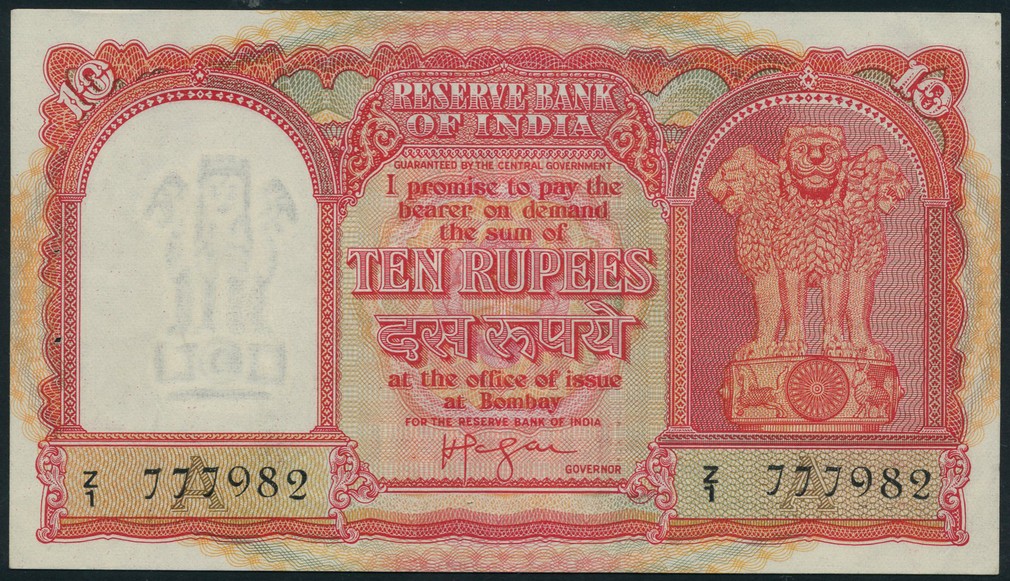 10
10
RESERVE BANK
OF INDIA
GUARANTEED BY THE CENTRAL GOVERNMENT
I promise to pay the
bearer on demand
the sum of
TEN RUPEES
दस रूपये
at the office of issue
at Bombay
FOR THE RESERVE BANK OF INDIA
GOVERNOR
Z/1 777982
A
Z/1 777982
A